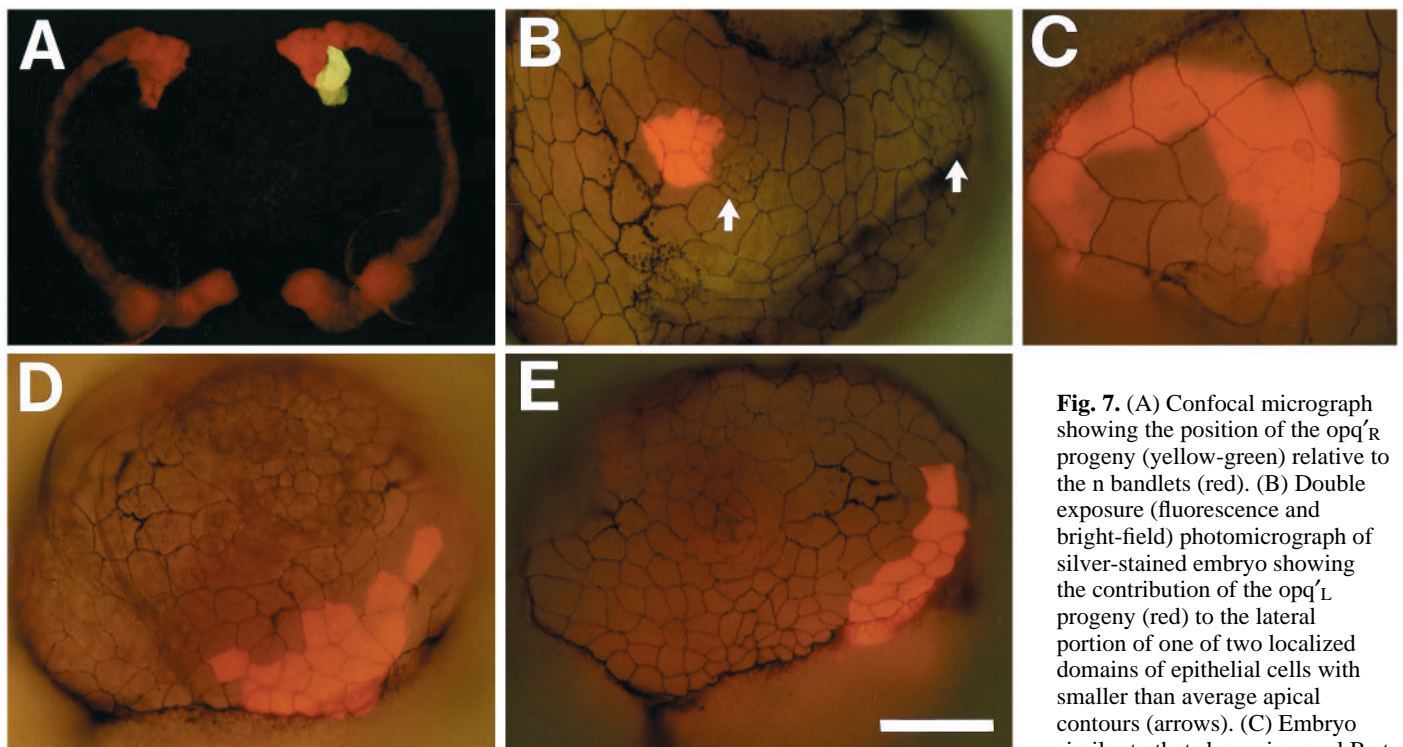 A
B
C
D
E
Fig. 7. (A) Confocal micrograph
showing the position of the opq′R
progeny (yellow-green) relative to
the n bandlets (red). (B) Double
exposure (fluorescence and
bright-field) photomicrograph of
silver-stained embryo showing
the contribution of the opq′L
progeny (red) to the lateral
portion of one of two localized
domains of epithelial cells with
smaller than average apical
contours (arrows). (C) Embryo